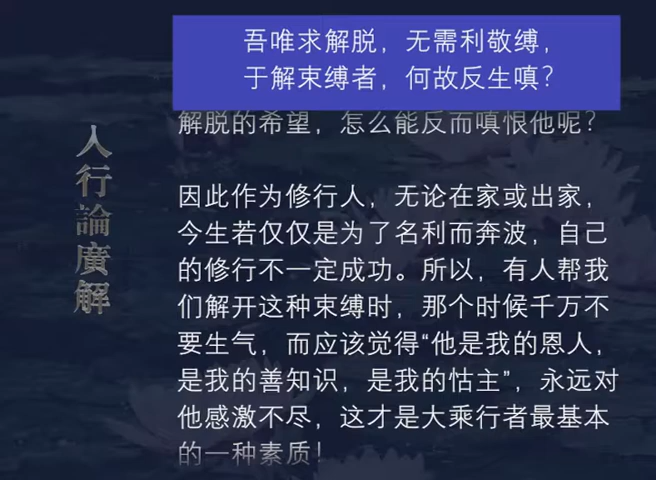 吾唯求解脱，无需利敬缚，
于解束缚者，何故反生嗔？
解脱的希望，怎么能反而嗔恨他呢？
因此作为修行人，无论在家或出家，
今生若仅仅是为了名利而奔波，自己
的修行不一定成功。所以，有人帮我
们解开这种束缚时，那个时候千万不
要生气，而应该觉得“他是我的恩人，
是我的善知识，是我的怙主”，永远对
他感激不尽，这才是大乘行者最基本
的一种素质！
入行論廣解